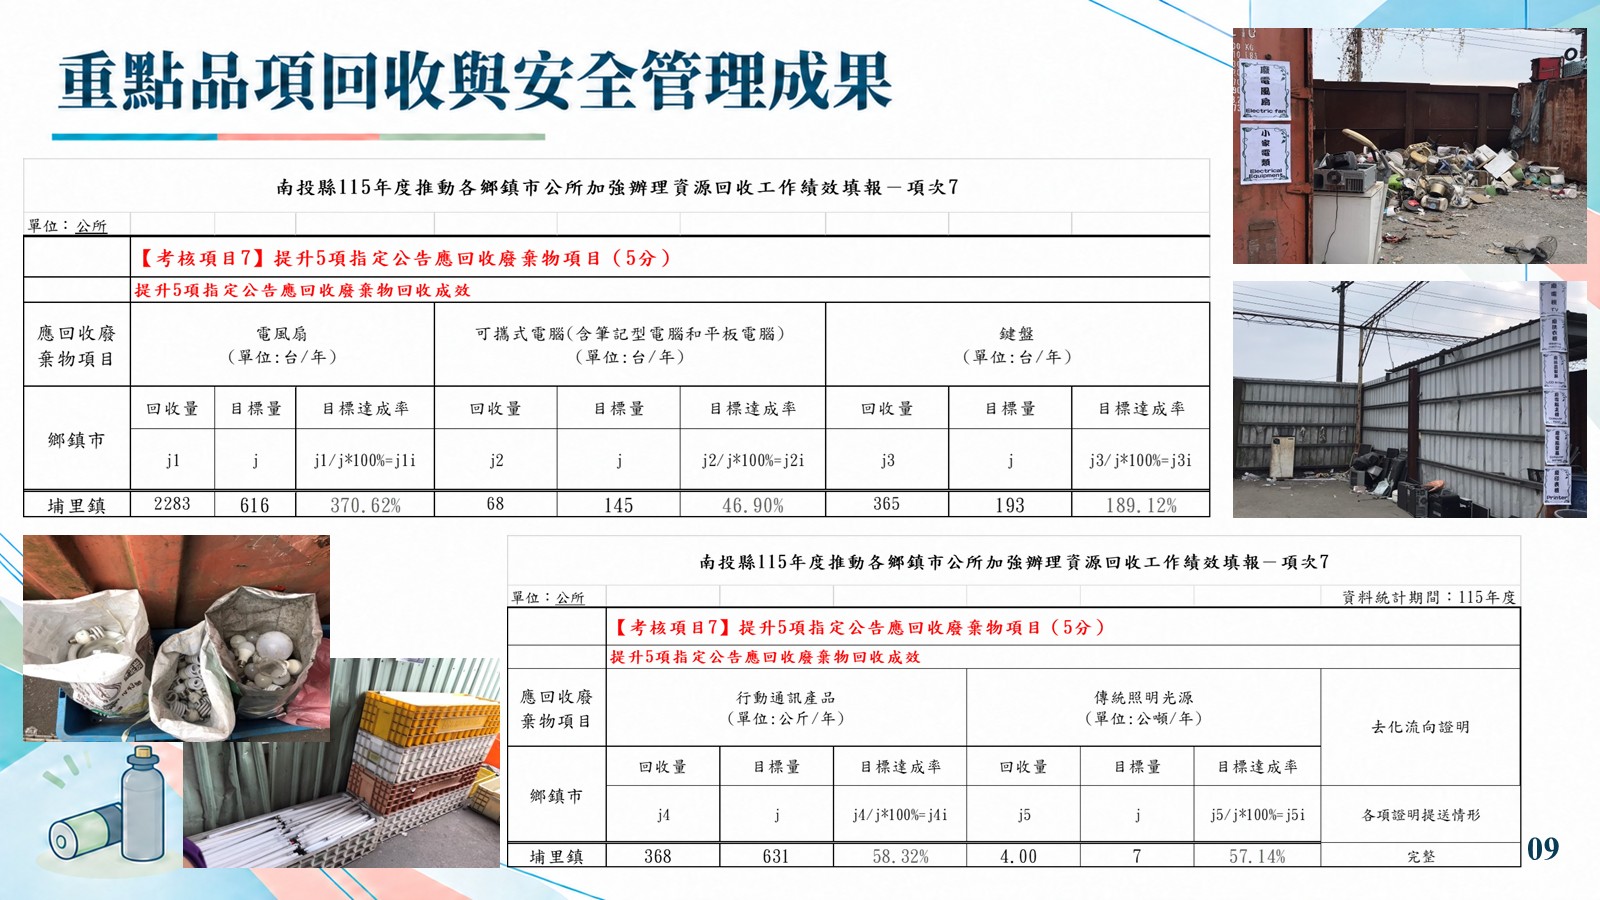 重點品項回收與安全管理成果
南投縣115年度推動各鄉鎮市公所加強辦理資源回收工作績效填報－項次7
單位：公所
【考核項目7】提升5項指定公告應回收廢棄物項目（5分）
提升5項指定公告應回收廢棄物回收成效
應回收廢棄物項目 電風扇（單位:台/年） 可攜式電腦(含筆記型電腦和平板電腦)（單位:台/年） 鍵盤（單位:台/年）
鄉鎮市 回收量 目標量 目標達成率 回收量 目標量 目標達成率 回收量 目標量 目標達成率
j1 j j1/j*100%=j1i j2 j j2/j*100%=j2i j3 j j3/j*100%=j3i
埔里鎮 2283 616 370.62% 68 145 46.90% 365 193 189.12%
廢電風扇
Electric fan
小家電類
Electrical Equipment
Printer
南投縣115年度推動各鄉鎮市公所加強辦理資源回收工作績效填報－項次7
單位：公所 資料統計期間：115年度
【考核項目7】提升5項指定公告應回收廢棄物項目（5分）
提升5項指定公告應回收廢棄物回收成效
應回收廢棄物項目 行動通訊產品（單位:公斤/年） 傳統照明光源（單位:公噸/年） 去化流向證明
鄉鎮市 回收量 目標量 目標達成率 回收量 目標量 目標達成率
j4 j j4/j*100%=j4i j5 j j5/j*100%=j5i 各項證明提送情形
埔里鎮 368 631 58.32% 4.00 7 57.14% 完整
09